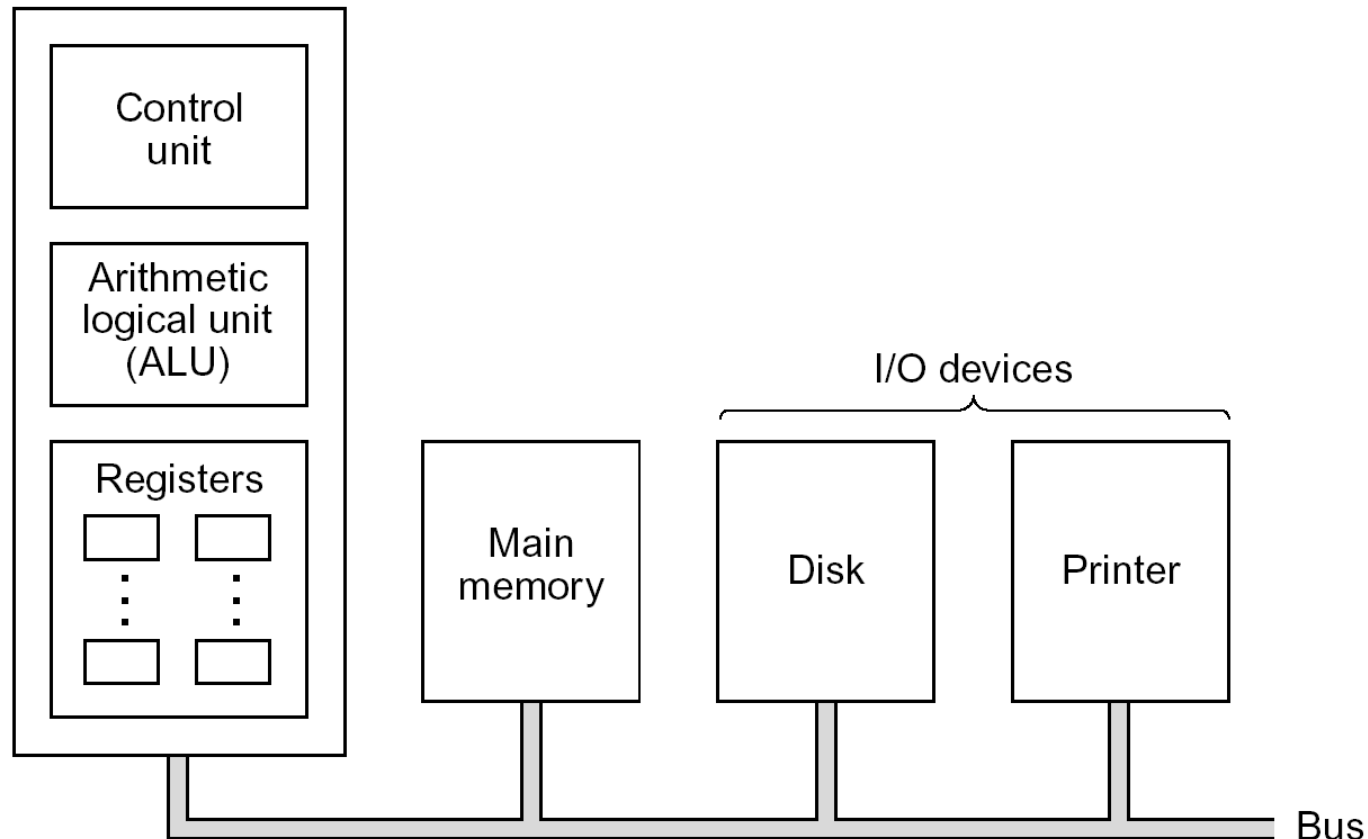 Control
unit
Arithmetic
logical unit
(ALU)
Registers
I/O devices
Main
memory
Disk
Printer
Bus